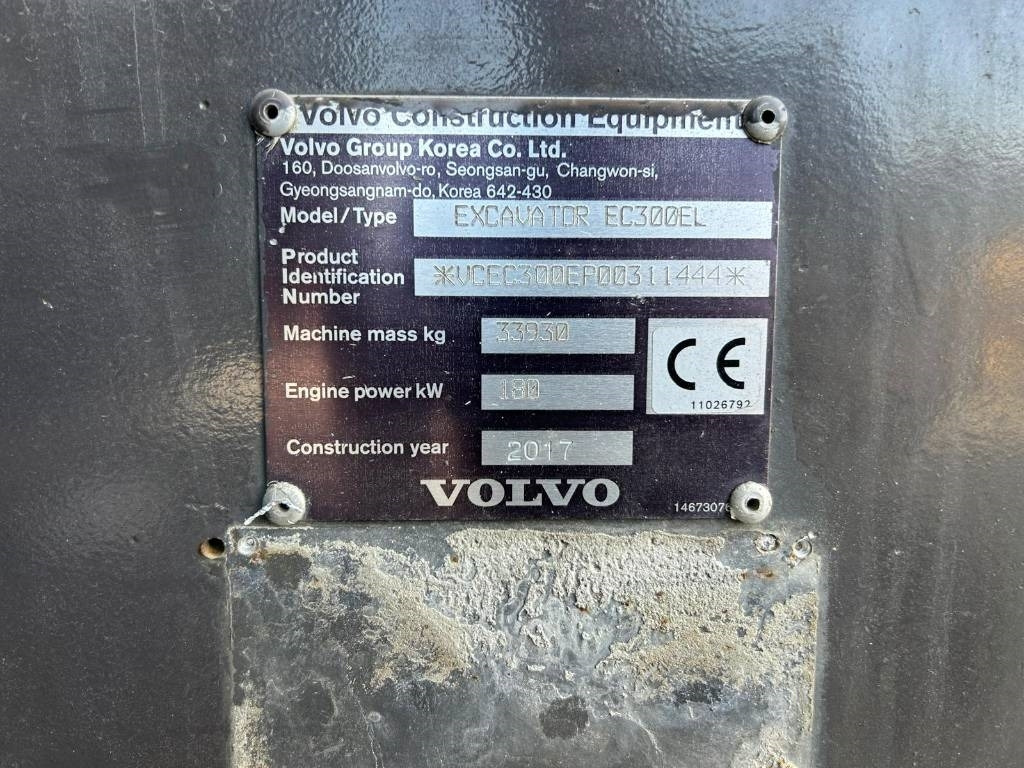 Volvo Construction Equipment
Volvo Group Korea Co. Ltd.
160, Doosanvolvo-ro, Seongsan-gu, Changwon-si,
Gyeongsangnam-do, Korea 642-430
Model/Type EXCAVATOR EC300EL
Product
Identification
Number
*VCEC300EP00311444*
Machine mass kg 33930
Engine power kW 180
CE
11026792
Construction year 2017
VOLVO